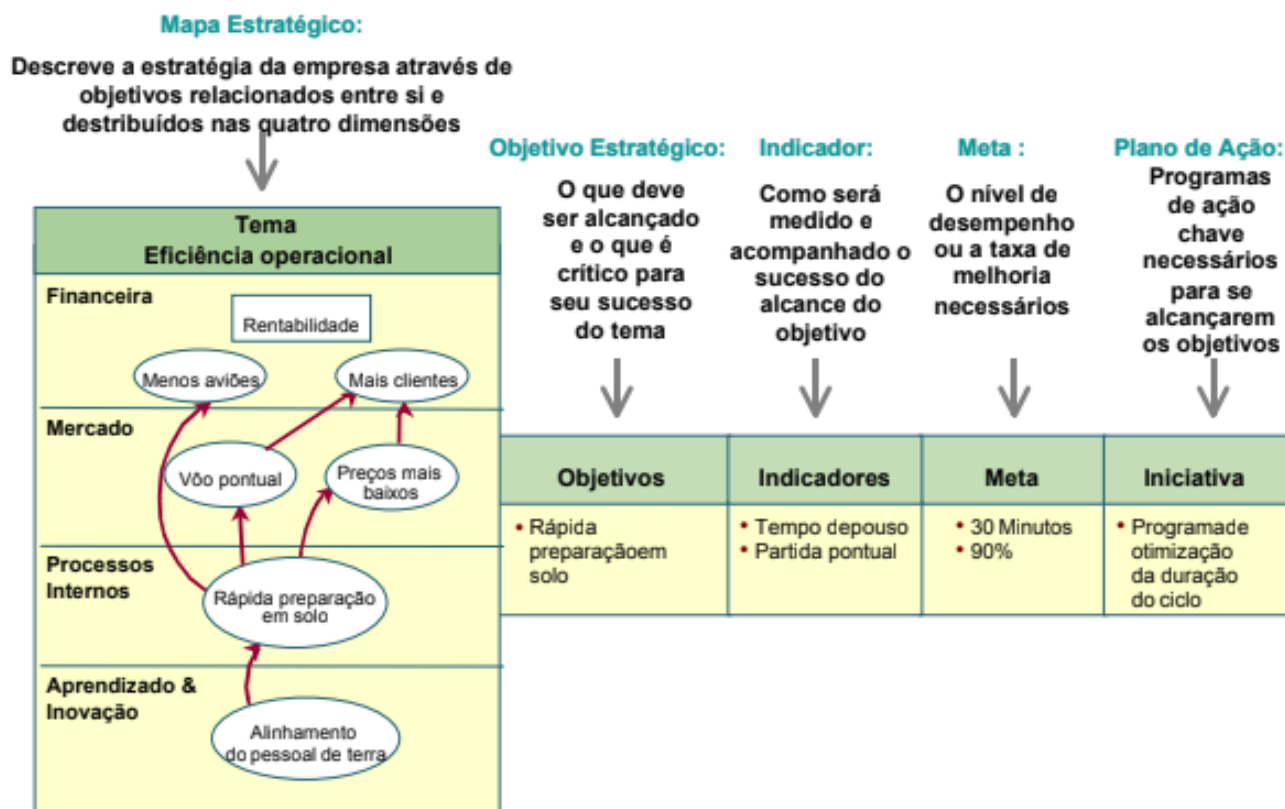 Mapa Estratégico:
Descreve a estratégia da empresa através de
objetivos relacionados entre si e
destribuídos nas quatro dimensões
Objetivo Estratégico:
O que deve
ser alcançado
e o que é
crítico para
seu sucesso
do tema
Indicador:
Como será
medido e
acompanhado o
sucesso do
alcance do
objetivo
Meta :
O nível de
desempenho
ou a taxa de
melhoria
necessários
Plano de Ação:
Programas
de ação
chave
necessários
para se
alcançarem
os objetivos
Tema
Eficiência operacional
Financeira
Rentabilidade
Menos aviões
Mais clientes
Mercado
Vôo pontual
Preços mais
baixos
Processos
Internos
Rápida preparação
em solo
Aprendizado &
Inovação
Alinhamento
do pessoal de terra
Objetivos
• Rápida
preparaçãoem
solo
Indicadores
• Tempo depouso
• Partida pontual
Meta
• 30 Minutos
• 90%
Iniciativa
• Programade
otimização
da duração
do ciclo